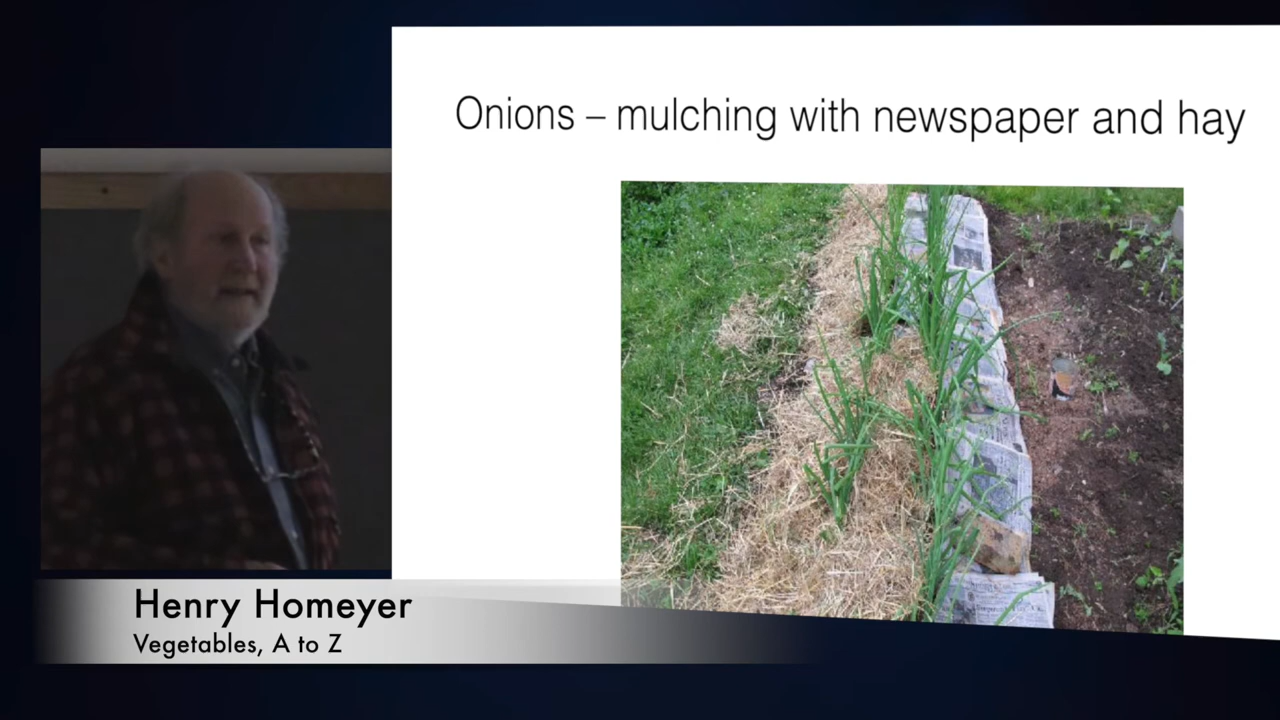 Onions – mulching with newspaper and hay
Henry Homeyer
Vegetables, A to Z